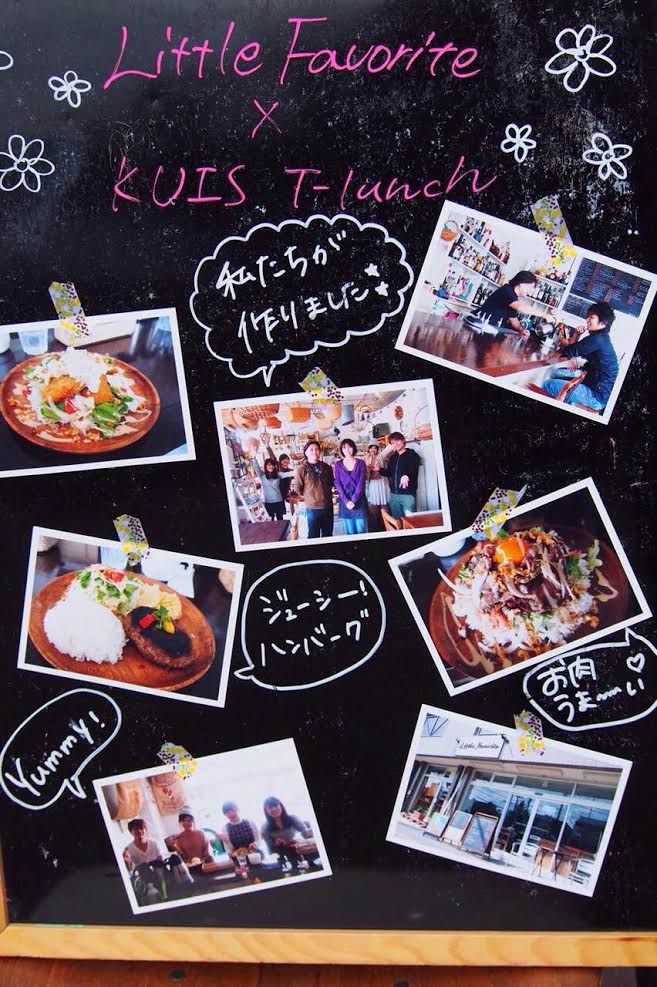 Little Favorite
×
KUIS T-lunch
私たちが
作りました☆
ジューシー!
ハンバーグ
お肉♡
うま〰い
Yummy!
Little Favorite